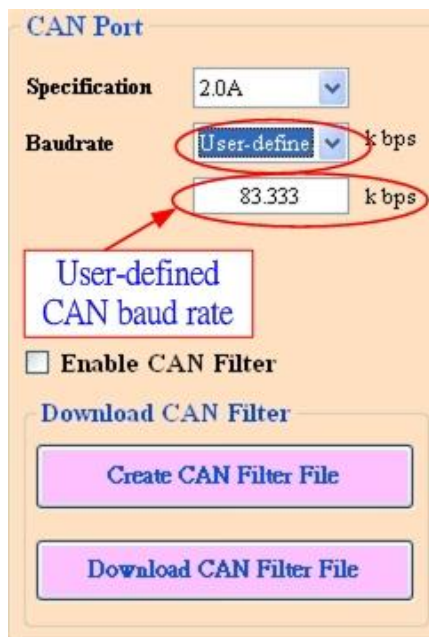 CAN Port
Specification 2.0A
Baudrate User-define k bps
83.333 k bps
User-defined
CAN baud rate
Enable CAN Filter
Download CAN Filter
Create CAN Filter File
Download CAN Filter File